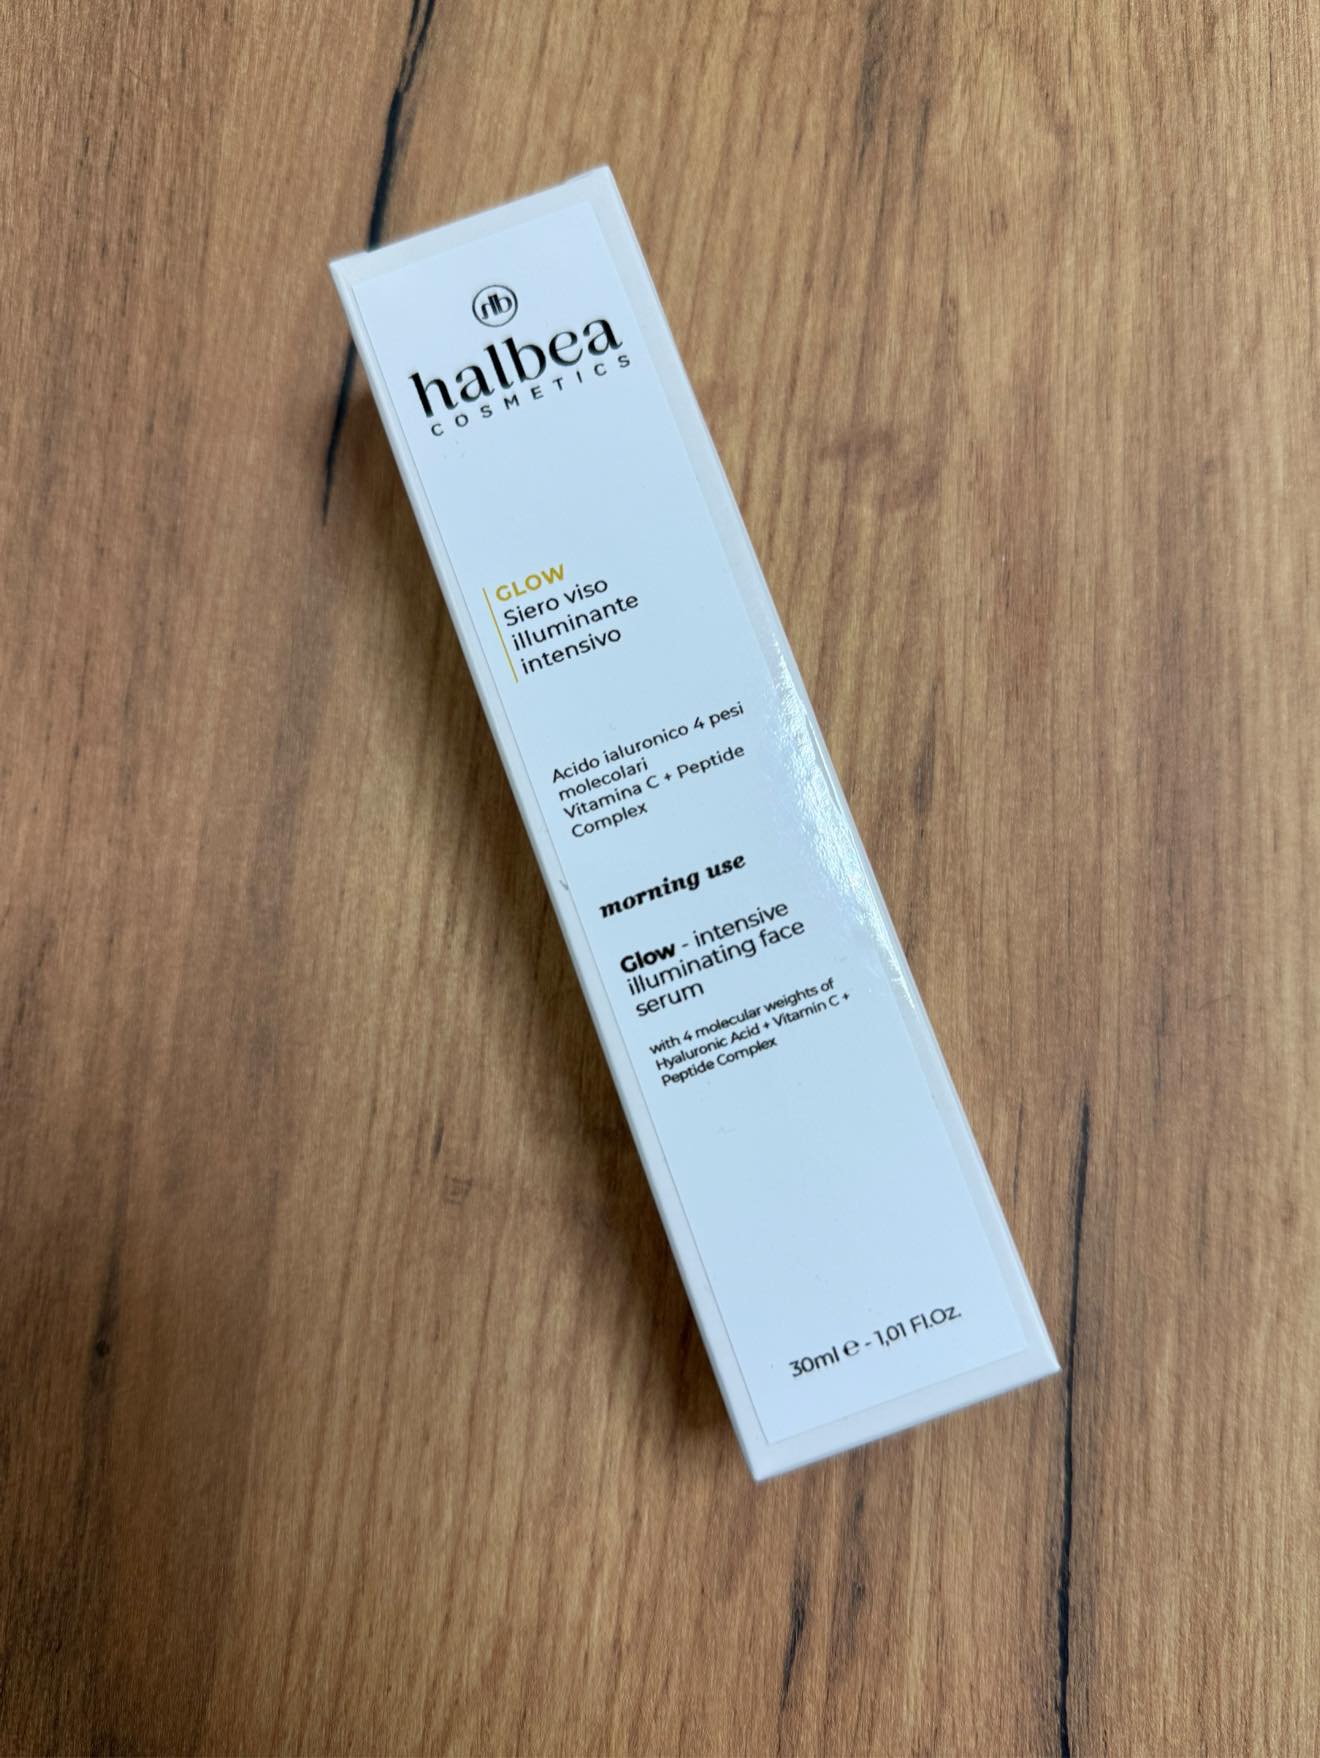 hb
halbea
COSMETICS
GLOW
Siero viso
illuminante
intensivo
Acido ialuronico 4 pesi
molecolari
Vitamina C + Peptide
Complex
morning use
Glow - intensive
illuminating face
serum
with 4 molecular weights of
Hyaluronic Acid + Vitamin C +
Peptide Complex
30ml ℮ - 1,01 Fl.Oz.